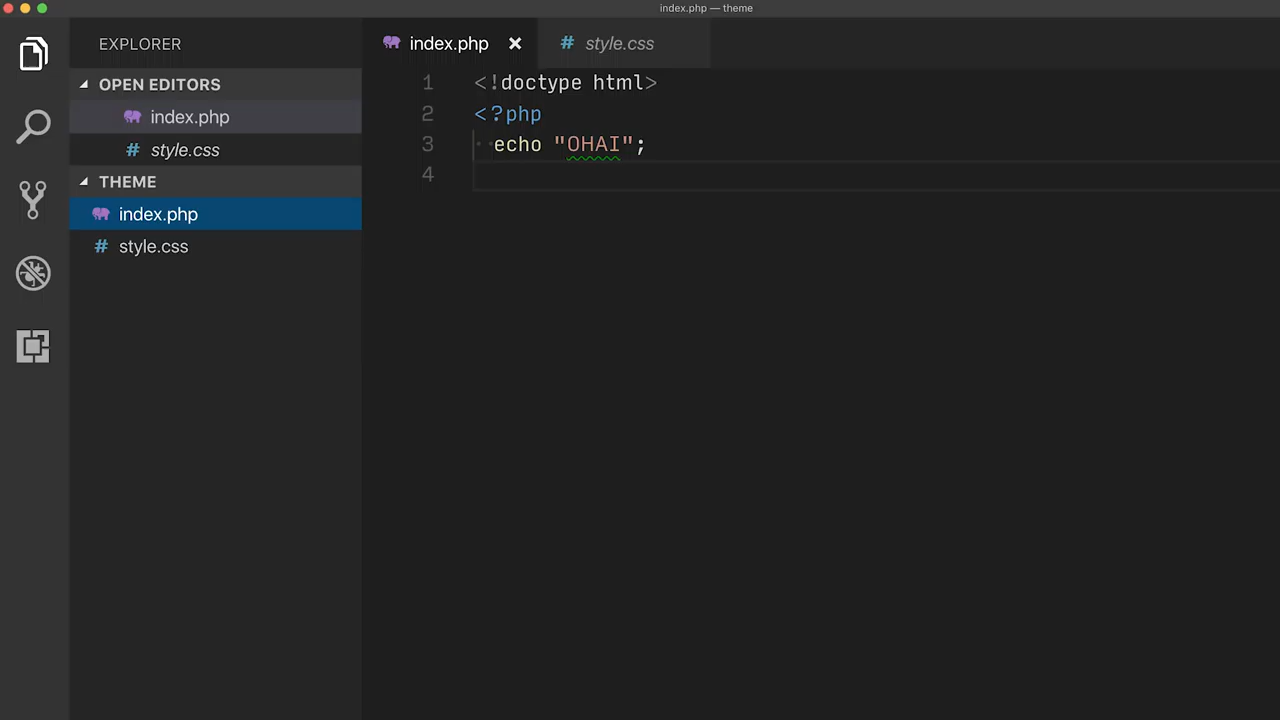 index.php — theme
EXPLORER
OPEN EDITORS
index.php
# style.css
THEME
index.php
# style.css
index.php
# style.css
1 <!doctype html>
2 <?php
3 echo "OHAI";
4